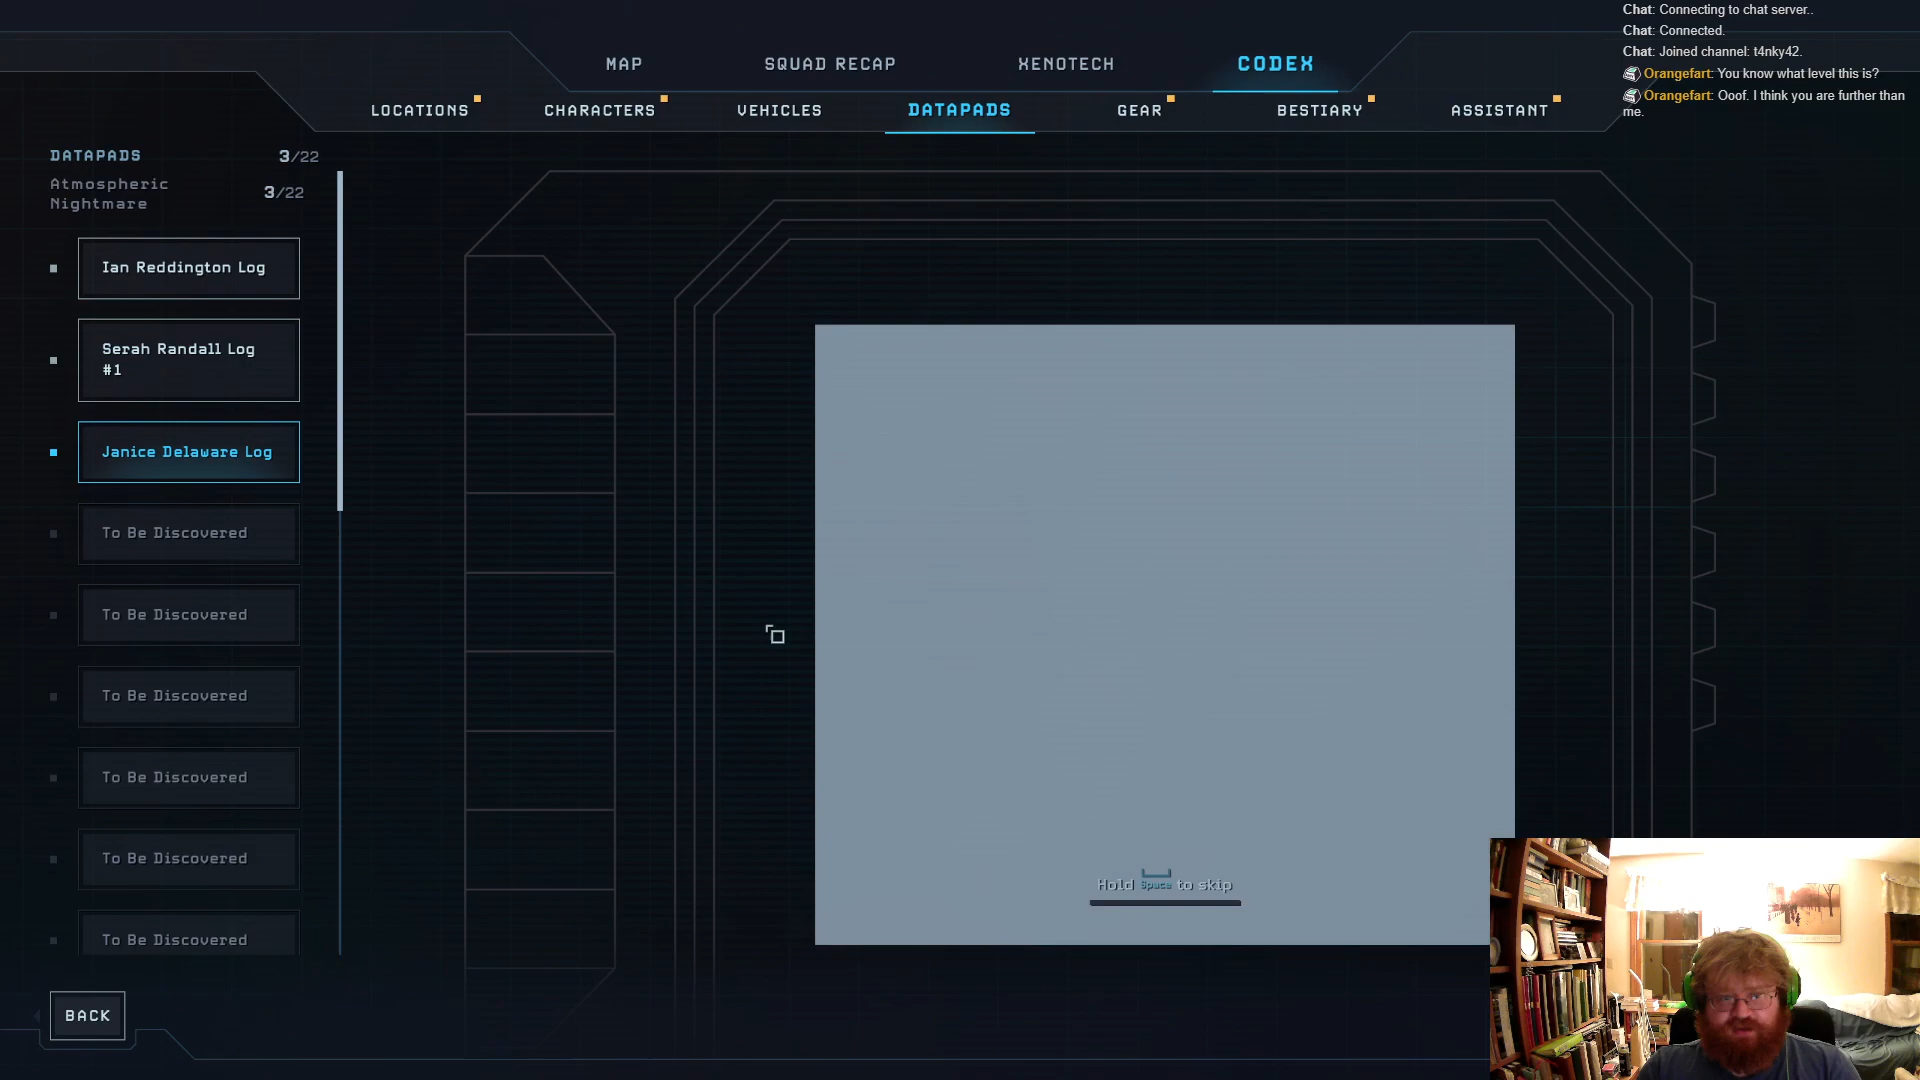 Chat: Connecting to chat server..
Chat: Connected.
Chat: Joined channel: t4nky42.
Orangefart: You know what level this is?
Orangefart: Ooof. I think you are further than
me.
MAP
SQUAD RECAP
XENOTECH
CODEX
LOCATIONS
CHARACTERS
VEHICLES
DATAPADS
GEAR
BESTIARY
ASSISTANT
DATAPADS 3/22
Atmospheric
Nightmare 3/22
Ian Reddington Log
Serah Randall Log
#1
Janice Delaware Log
To Be Discovered
To Be Discovered
To Be Discovered
To Be Discovered
To Be Discovered
To Be Discovered
Hold Space to skip
BACK